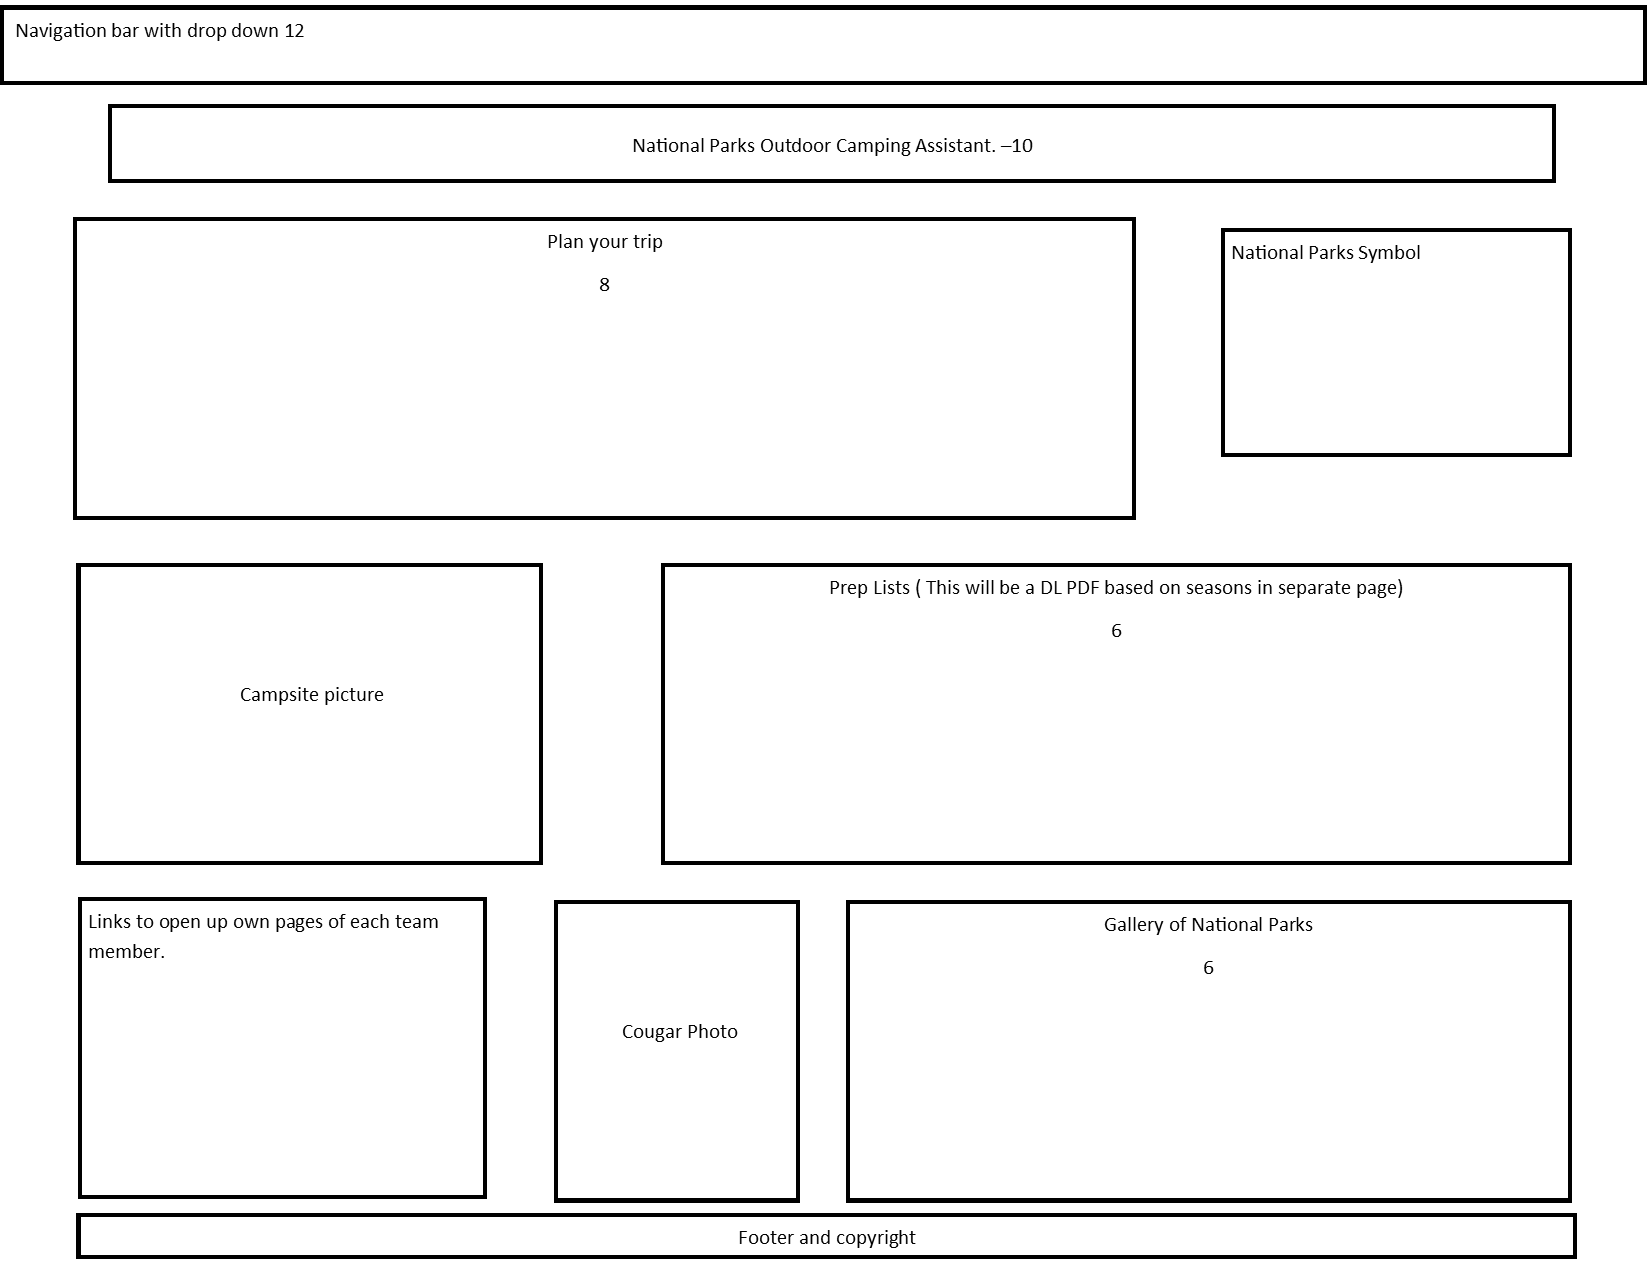 Navigation bar with drop down 12
National Parks Outdoor Camping Assistant. –10
Plan your trip
8
National Parks Symbol
Campsite picture
Prep Lists ( This will be a DL PDF based on seasons in separate page)
6
Links to open up own pages of each team
member.
Cougar Photo
Gallery of National Parks
6
Footer and copyright